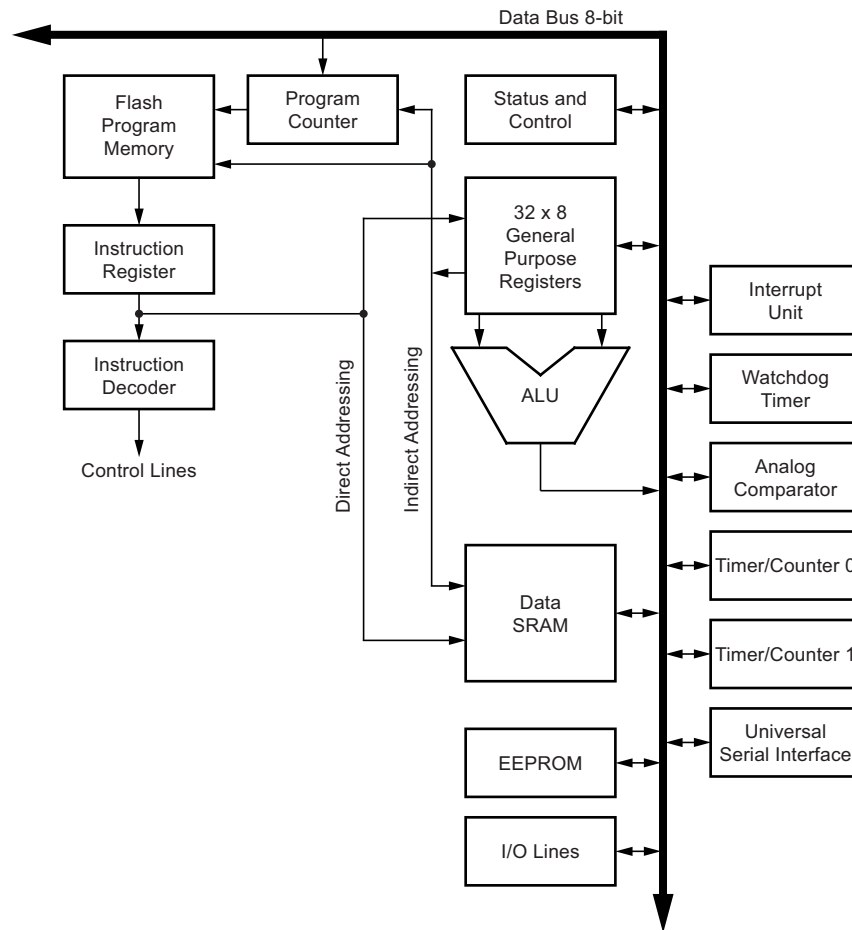 Data Bus 8-bit
Flash
Program
Memory
Program
Counter
Status and
Control
32 x 8
General
Purpose
Registers
Instruction
Register
Interrupt
Unit
Instruction
Decoder
Direct Addressing
Indirect Addressing
ALU
Watchdog
Timer
Control Lines
Analog
Comparator
Data
SRAM
Timer/Counter 0
Timer/Counter 1
Universal
Serial Interface
EEPROM
I/O Lines